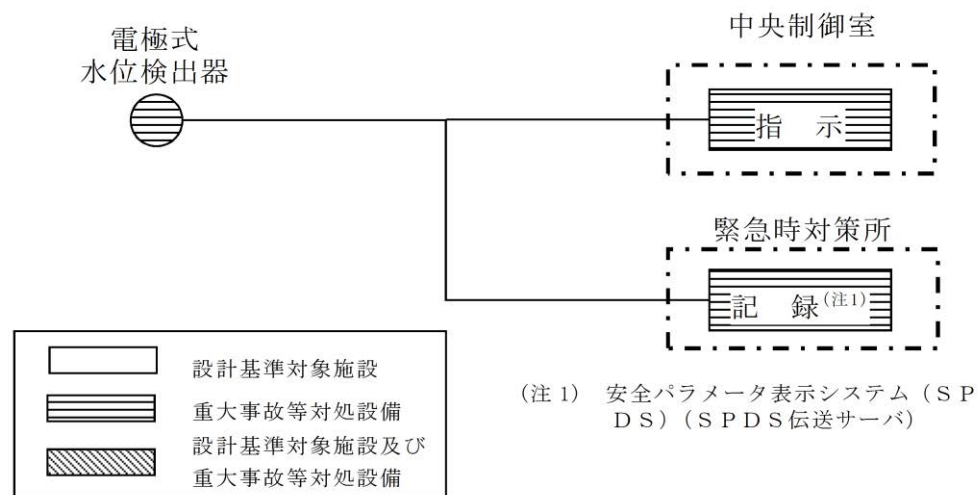 電極式
水位検出器
中央制御室
指 示
緊急時対策所
記 録(注1)
設計基準対象施設
重大事故等対処設備
設計基準対象施設及び
重大事故等対処設備
(注1) 安全パラメータ表示システム(SP
DS)(SPDS伝送サーバ)